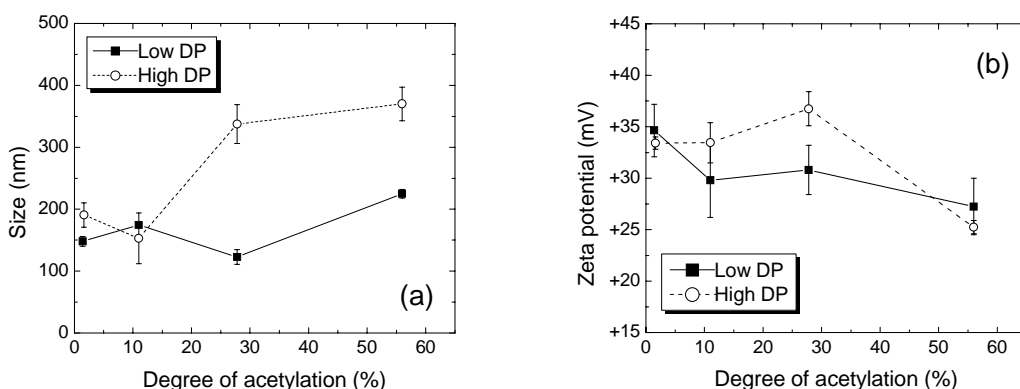 500
400
300
200
100
0
Size (nm)
Low DP
High DP
(a)
0 10 20 30 40 50 60
Degree of acetylation (%)
+45
+40
+35
+30
+25
+20
+15
Zeta potential (mV)
(b)
Low DP
High DP
0 10 20 30 40 50 60
Degree of acetylation (%)